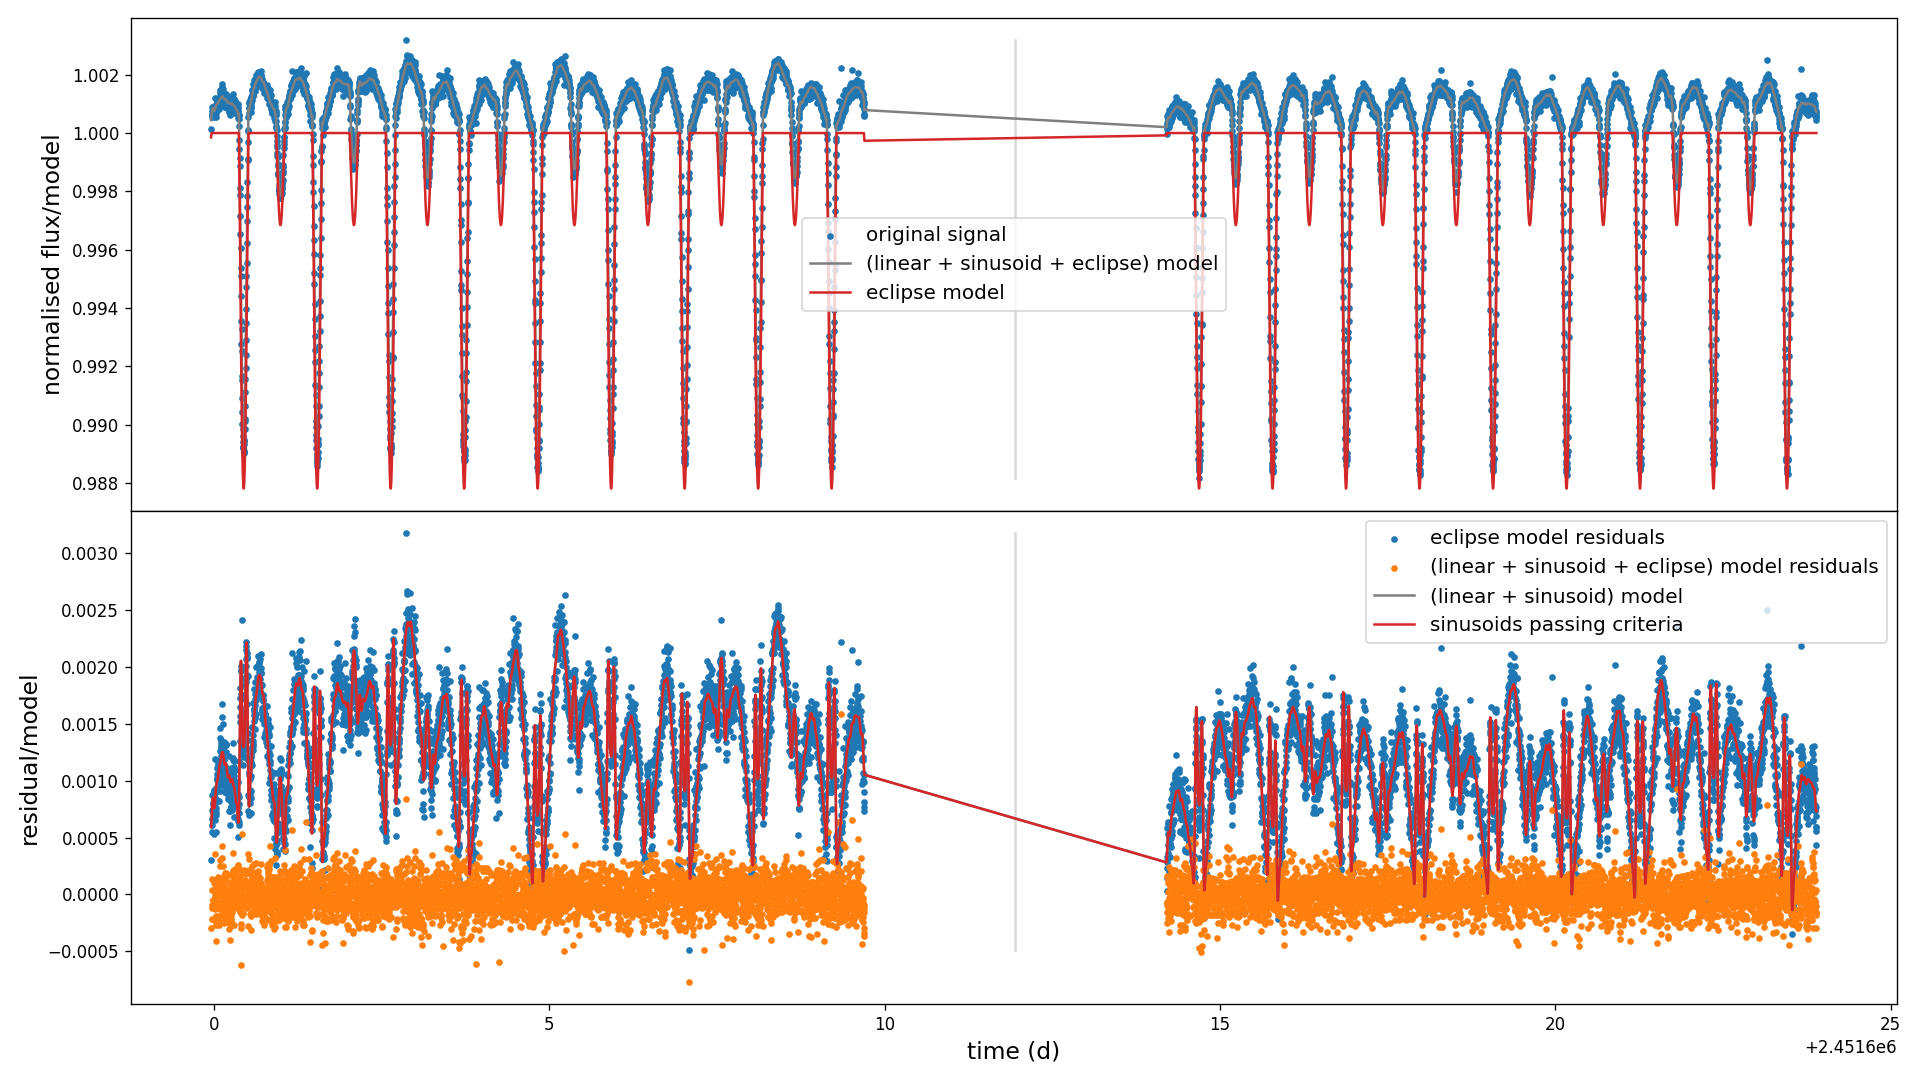 normalised flux/model
1.002
1.000
0.998
0.996
0.994
0.992
0.990
0.988
original signal
(linear + sinusoid + eclipse) model
eclipse model
residual/model
0.0030
0.0025
0.0020
0.0015
0.0010
0.0005
0.0000
−0.0005
eclipse model residuals
(linear + sinusoid + eclipse) model residuals
(linear + sinusoid) model
sinusoids passing criteria
0 5 10 15 20 25
time (d)
+2.4516e6